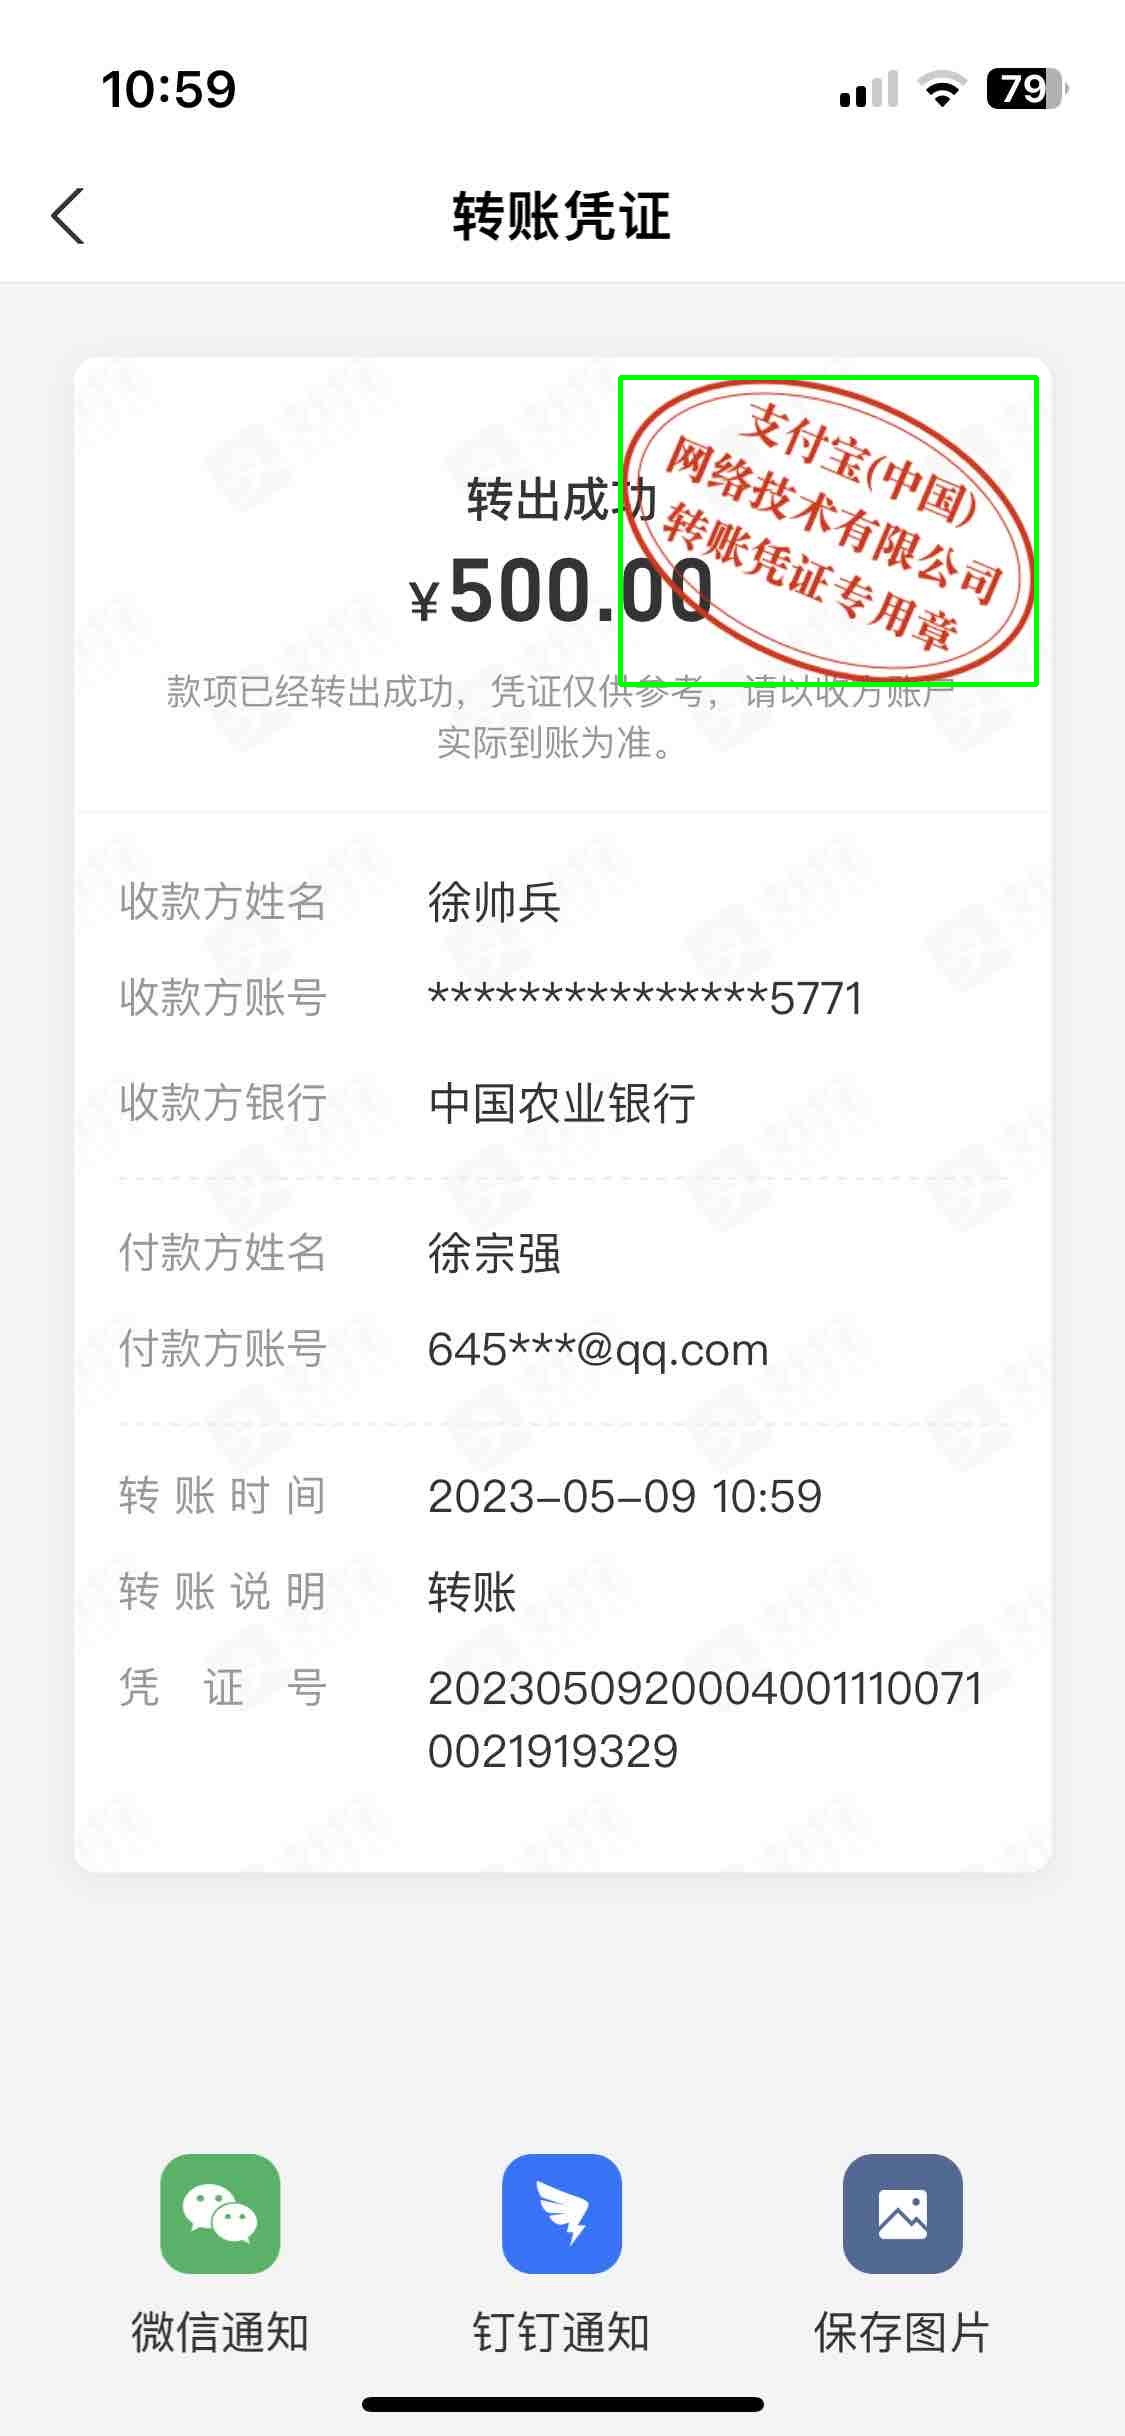 10:59
79
转账凭证
支付宝(中国)
网络技术有限公司
转账凭证专用章
转出成功
¥500.00
款项已经转出成功，凭证仅供参考，请以收方账户
实际到账为准。
收款方姓名 徐帅兵
收款方账号 ***************5771
收款方银行 中国农业银行
付款方姓名 徐宗强
付款方账号 645***@qq.com
转账时间 2023-05-09 10:59
转账说明 转账
凭证号 2023050920004001110071
0021919329
微信通知 钉钉通知 保存图片